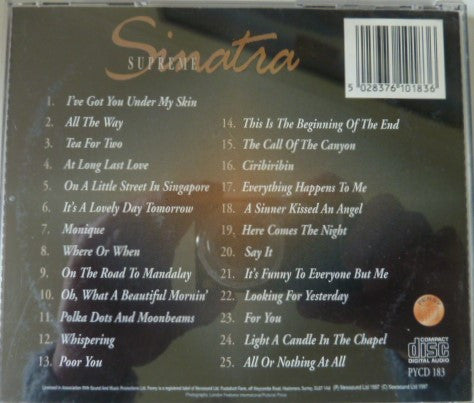 Sinatra
SUPREME
5 028376 101836
1. I've Got You Under My Skin
2. All The Way
3. Tea For Two
4. At Long Last Love
5. On A Little Street In Singapore
6. It's A Lovely Day Tomorrow
7. Monique
8. Where Or When
9. On The Road To Mandalay
10. Oh, What A Beautiful Mornin'
11. Polka Dots And Moonbeams
12. Whispering
13. Poor You
14. This Is The Beginning Of The End
15. The Call Of The Canyon
16. Ciribiribin
17. Everything Happens To Me
18. A Sinner Kissed An Angel
19. Here Comes The Night
20. Say It
21. It's Funny To Everyone But Me
22. Looking For Yesterday
23. For You
24. Light A Candle In The Chapel
25. All Or Nothing At All
COMPACT
disc
DIGITAL AUDIO
PYCD 183